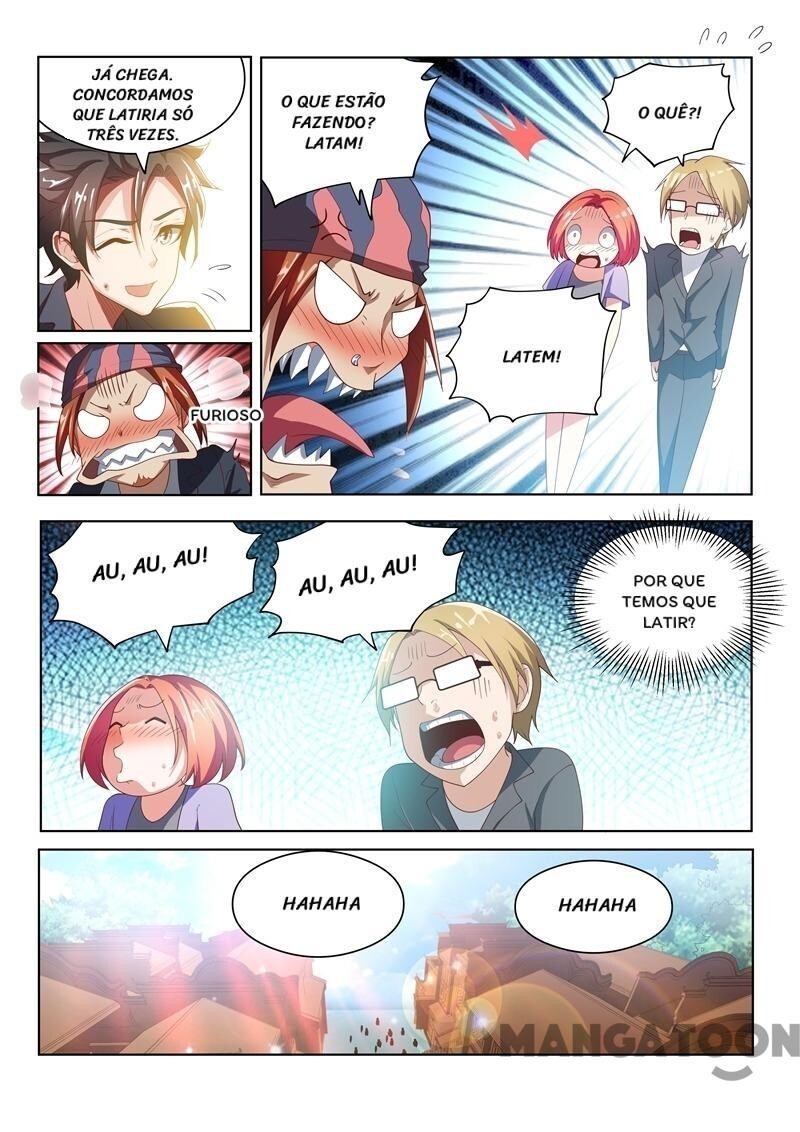 JÁ CHEGA.
CONCORDAMOS
QUE LATIRIA SÓ
TRÊS VEZES.
O QUE ESTÃO
FAZENDO?
LATAM!
O QUÊ?!
LATEM!
FURIOSO
AU, AU, AU!
AU, AU, AU!
POR QUE
TEMOS QUE
LATIR?
HAHAHA
HAHAHA
MANGATOON